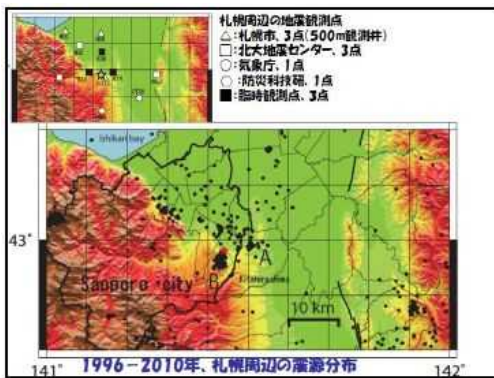 札幌周辺の地震観測点
△:札幌市、3点(500m観測井)
□:北大地震センター、3点
○:気象庁、1点
○:防災科技研、1点
■:臨時観測点、3点
Ishikari bay
43°
A
B
Sapporo city
10 km
141°
142°
1996-2010年、札幌周辺の震源分布